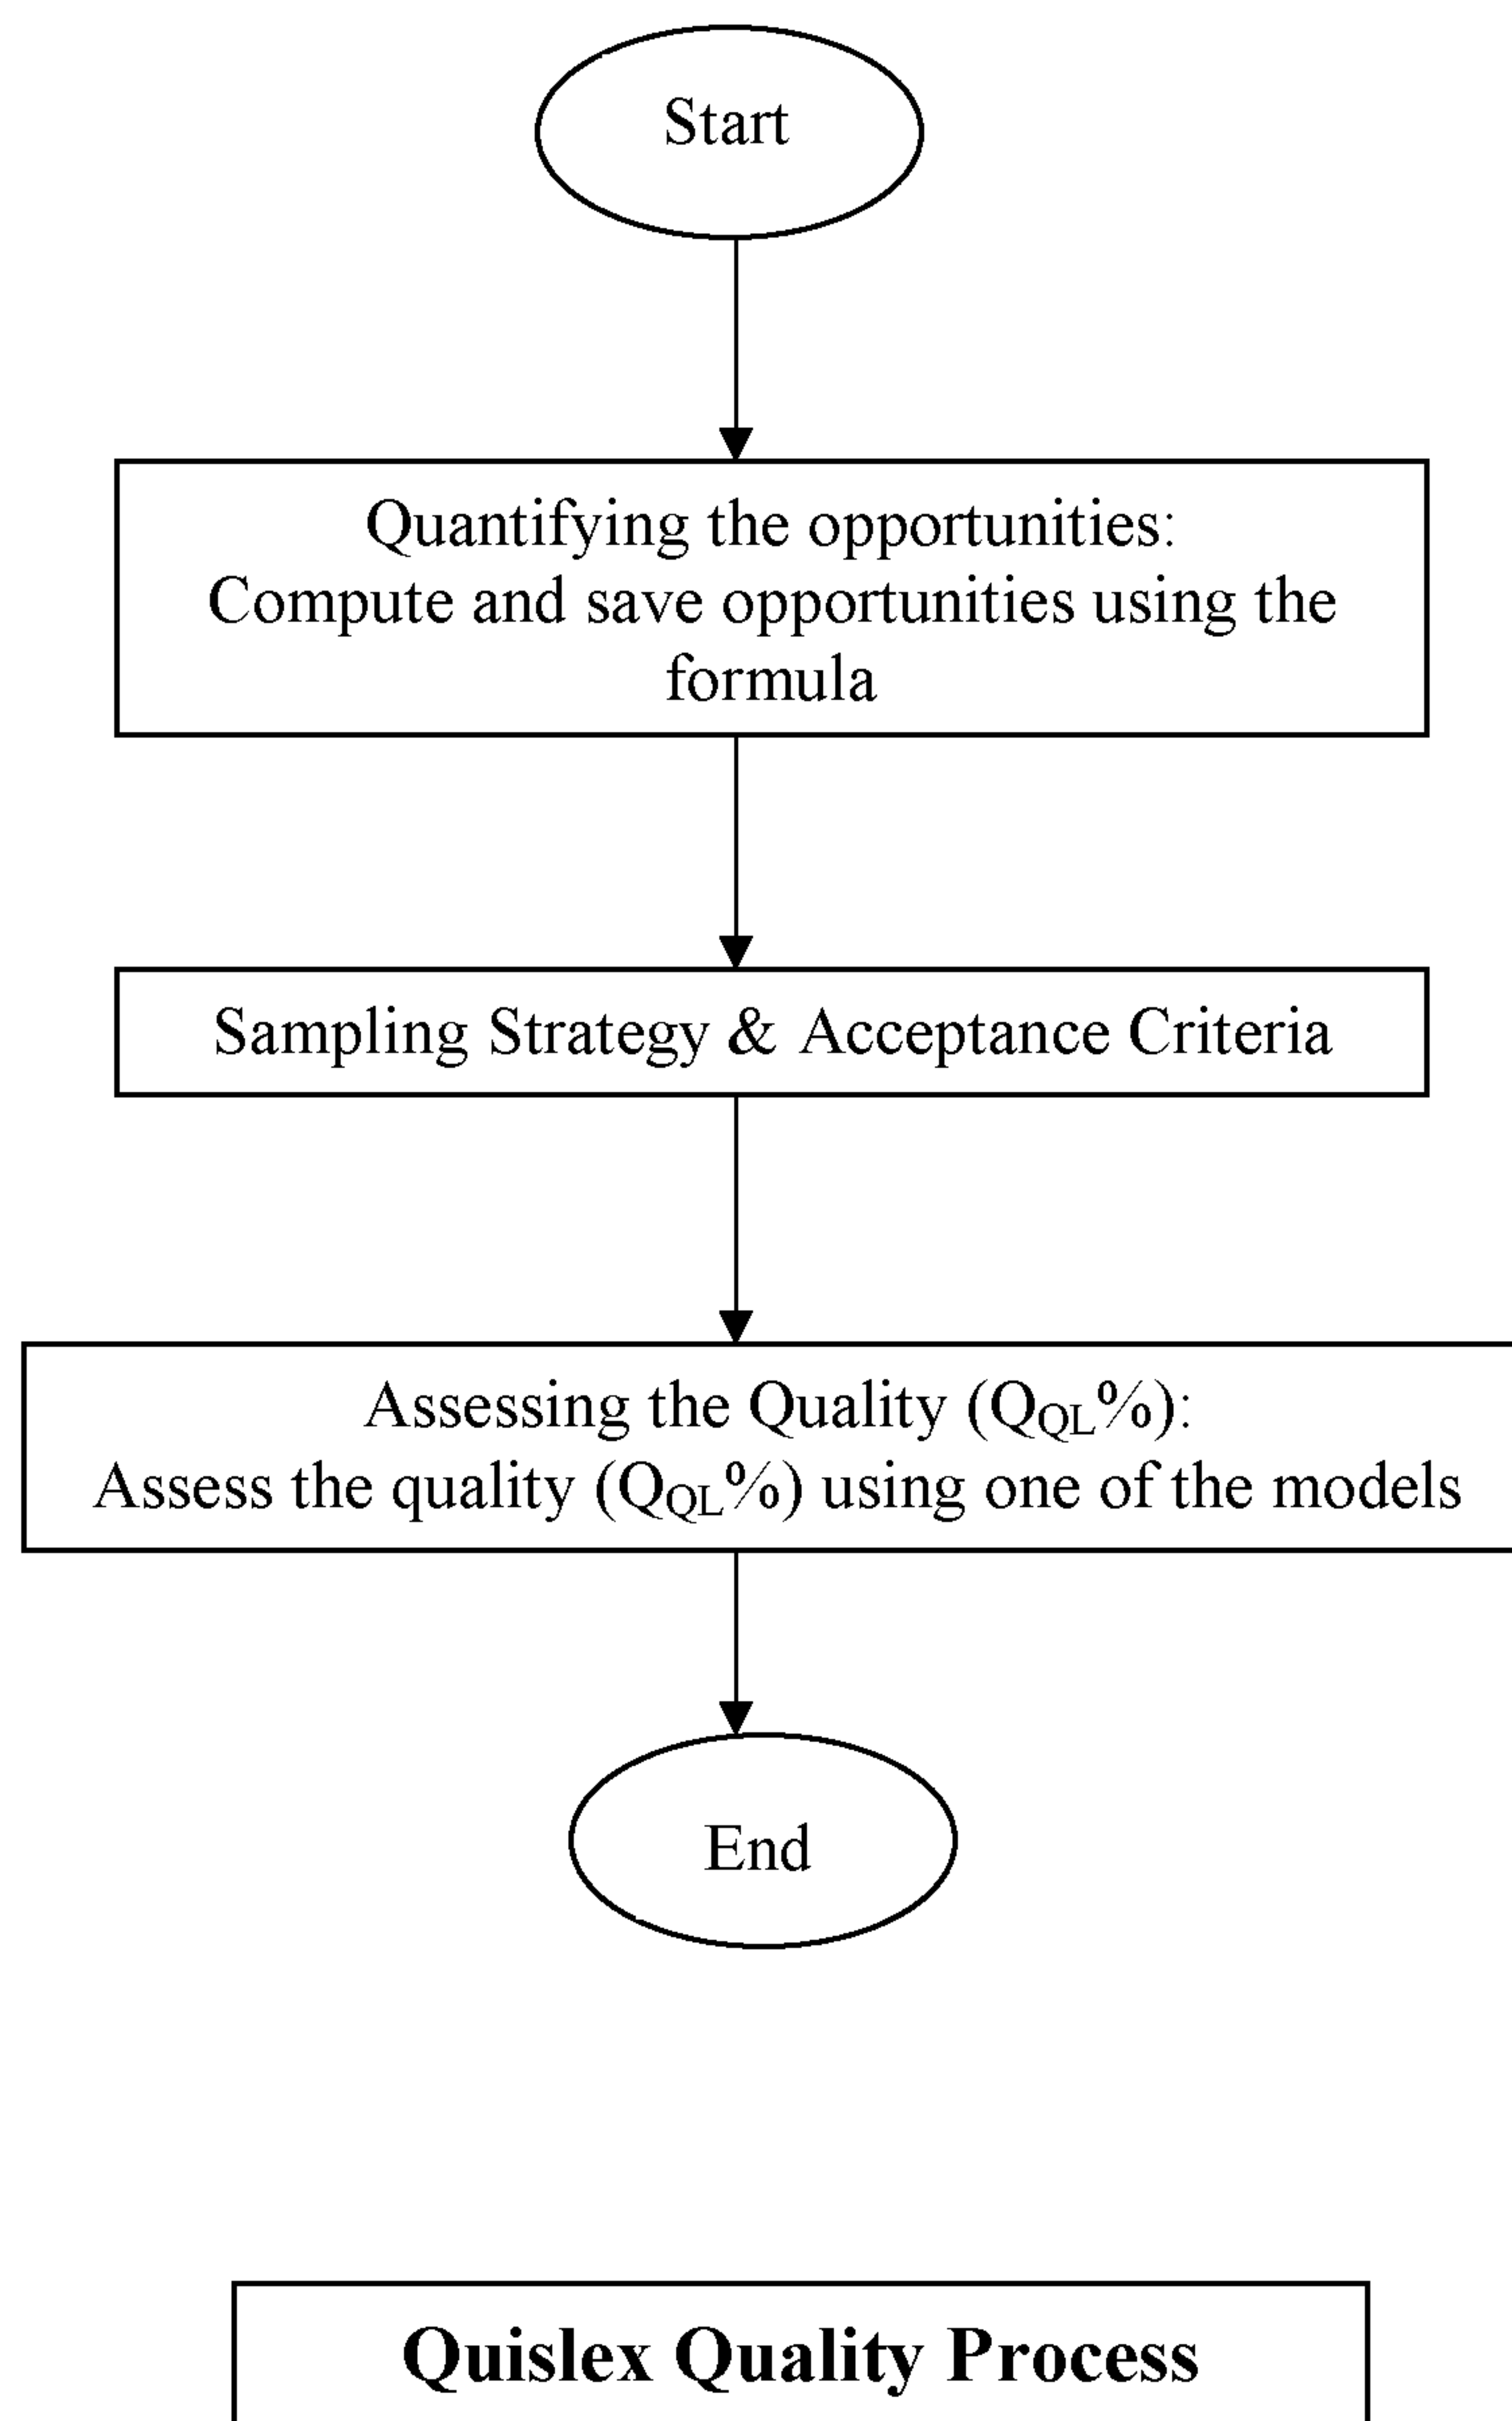 Start
Quantifying the opportunities:
Compute and save opportunities using the
formula
Sampling Strategy & Acceptance Criteria
Assessing the Quality (QQL%):
Assess the quality (QQL%) using one of the models
End
Quislex Quality Process